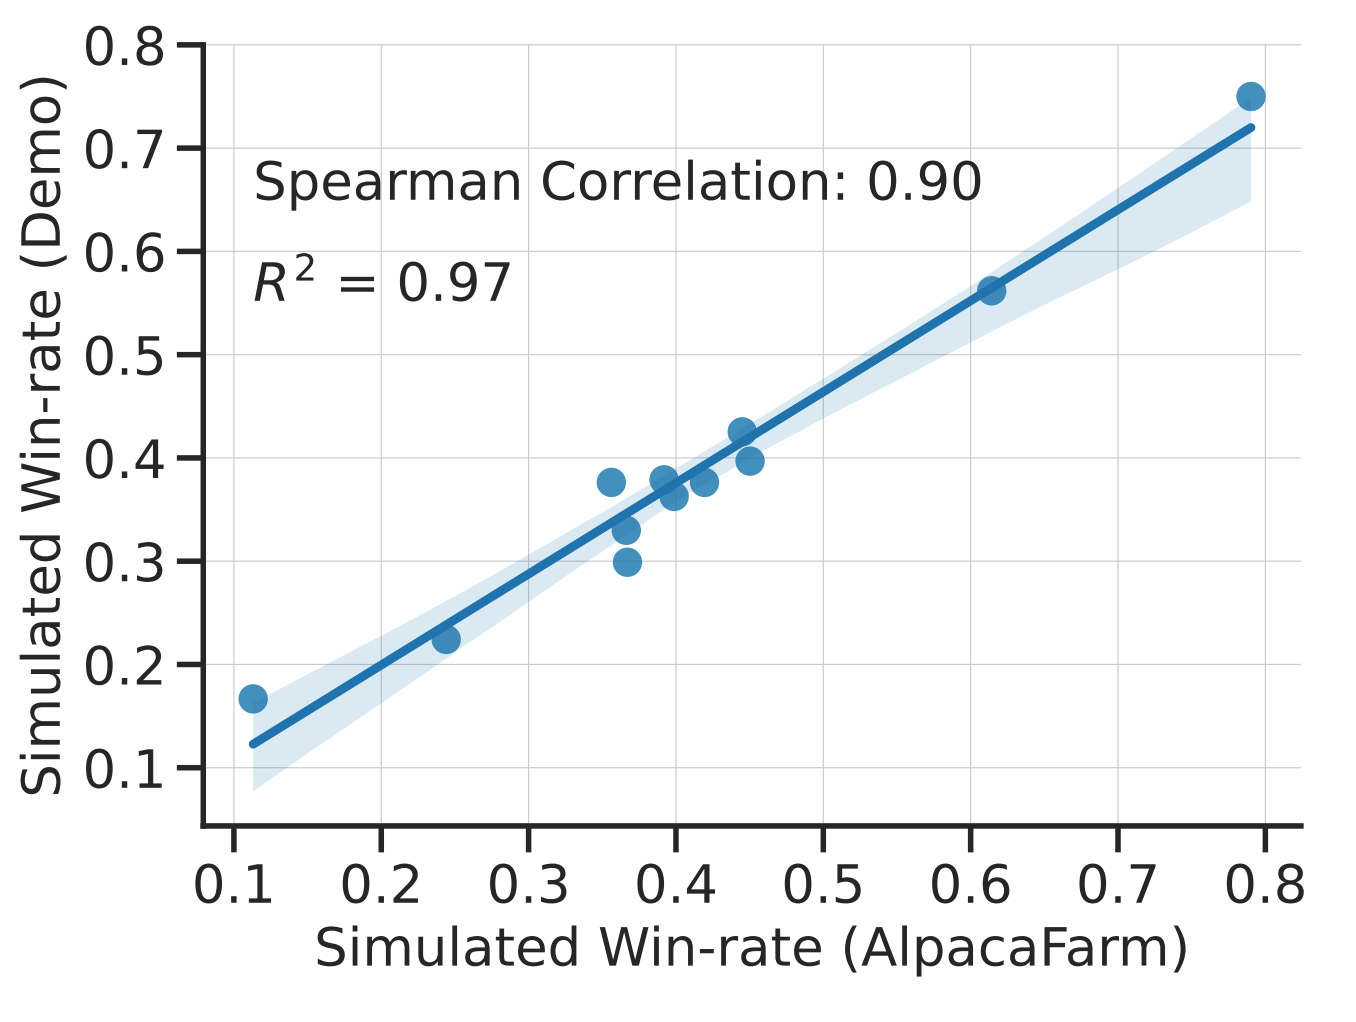 0.8
0.7
0.6
0.5
0.4
0.3
0.2
0.1
Simulated Win-rate (Demo)
Spearman Correlation: 0.90
R² = 0.97
0.1 0.2 0.3 0.4 0.5 0.6 0.7 0.8
Simulated Win-rate (AlpacaFarm)